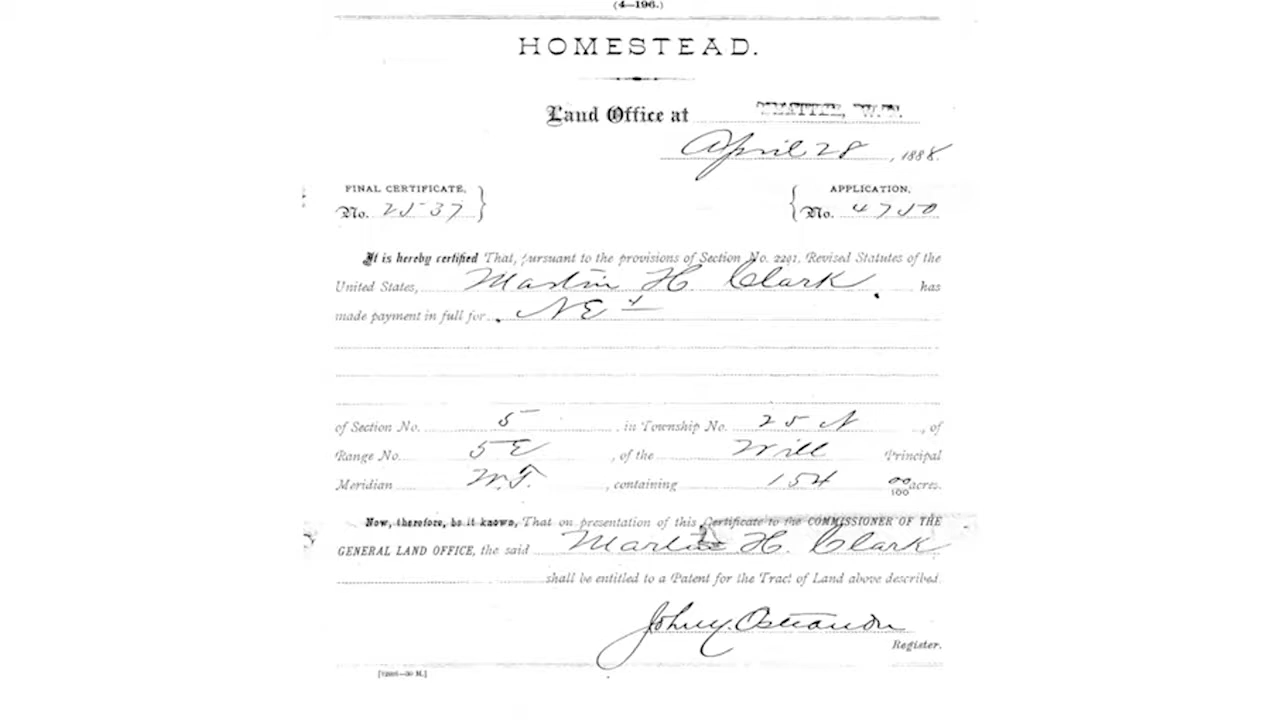 (4—196.)
HOMESTEAD.
Land Office at SEATTLE, W.T.
April 28, 1888.
FINAL CERTIFICATE, APPLICATION,
No. 2537 No. 4750
It is hereby certified That, pursuant to the provisions of Section No. 2291, Revised Statutes of the
United States, Martin H. Clark, has
made payment in full for NE 4
of Section No. 5 in Township No. 25 N, of
Range No. 5 E, of the Will Principal
Meridian W.T., containing 154 00/100 acres.
Now, therefore, be it known, That on presentation of this Certificate to the COMMISSIONER OF THE
GENERAL LAND OFFICE, the said Martin H. Clark
shall be entitled to a Patent for the Tract of Land above described.
John Y. Ostrander
Register.